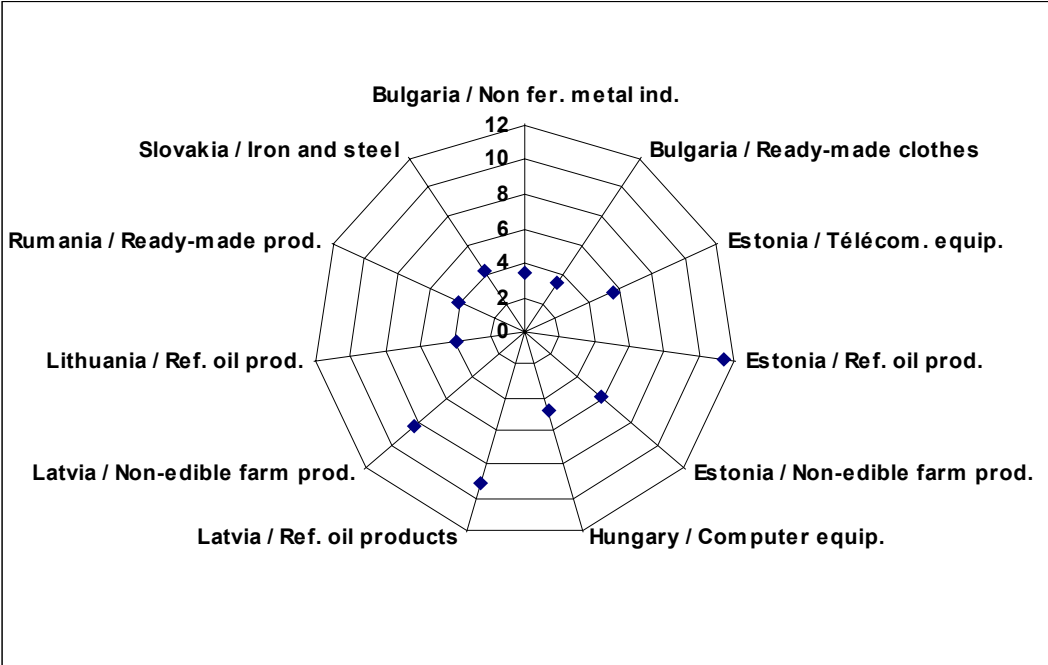 Bulgaria / Non fer. metal ind.
12
Slovakia / Iron and steel
Bulgaria / Ready-made clothes
10
8
Rumania / Ready-made prod.
Estonia / Télécom. equip.
6
4
2
0
Lithuania / Ref. oil prod.
Estonia / Ref. oil prod.
Latvia / Non-edible farm prod.
Estonia / Non-edible farm prod.
Latvia / Ref. oil products
Hungary / Computer equip.